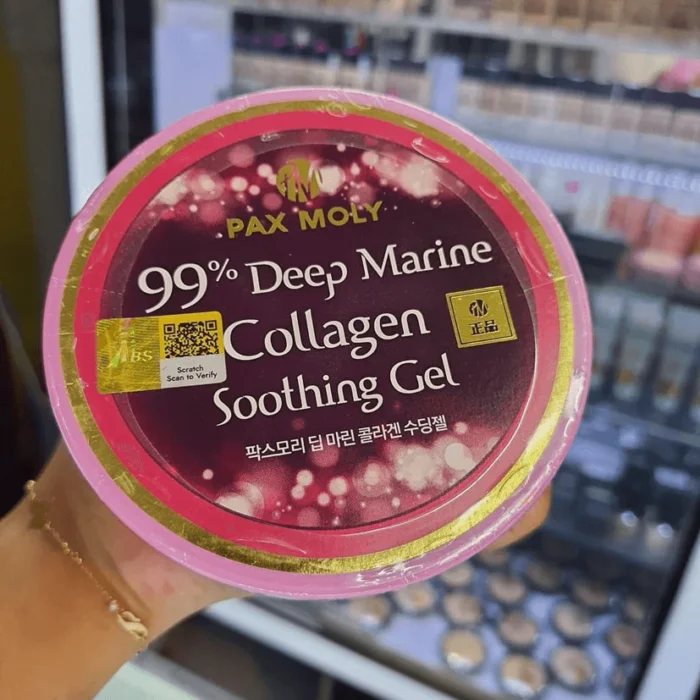 PAX MOLY
99% Deep Marine
Collagen
正品
IBS
Scratch
Scan to Verify
Soothing Gel
팍스모리 딥 마린 콜라겐 수딩젤